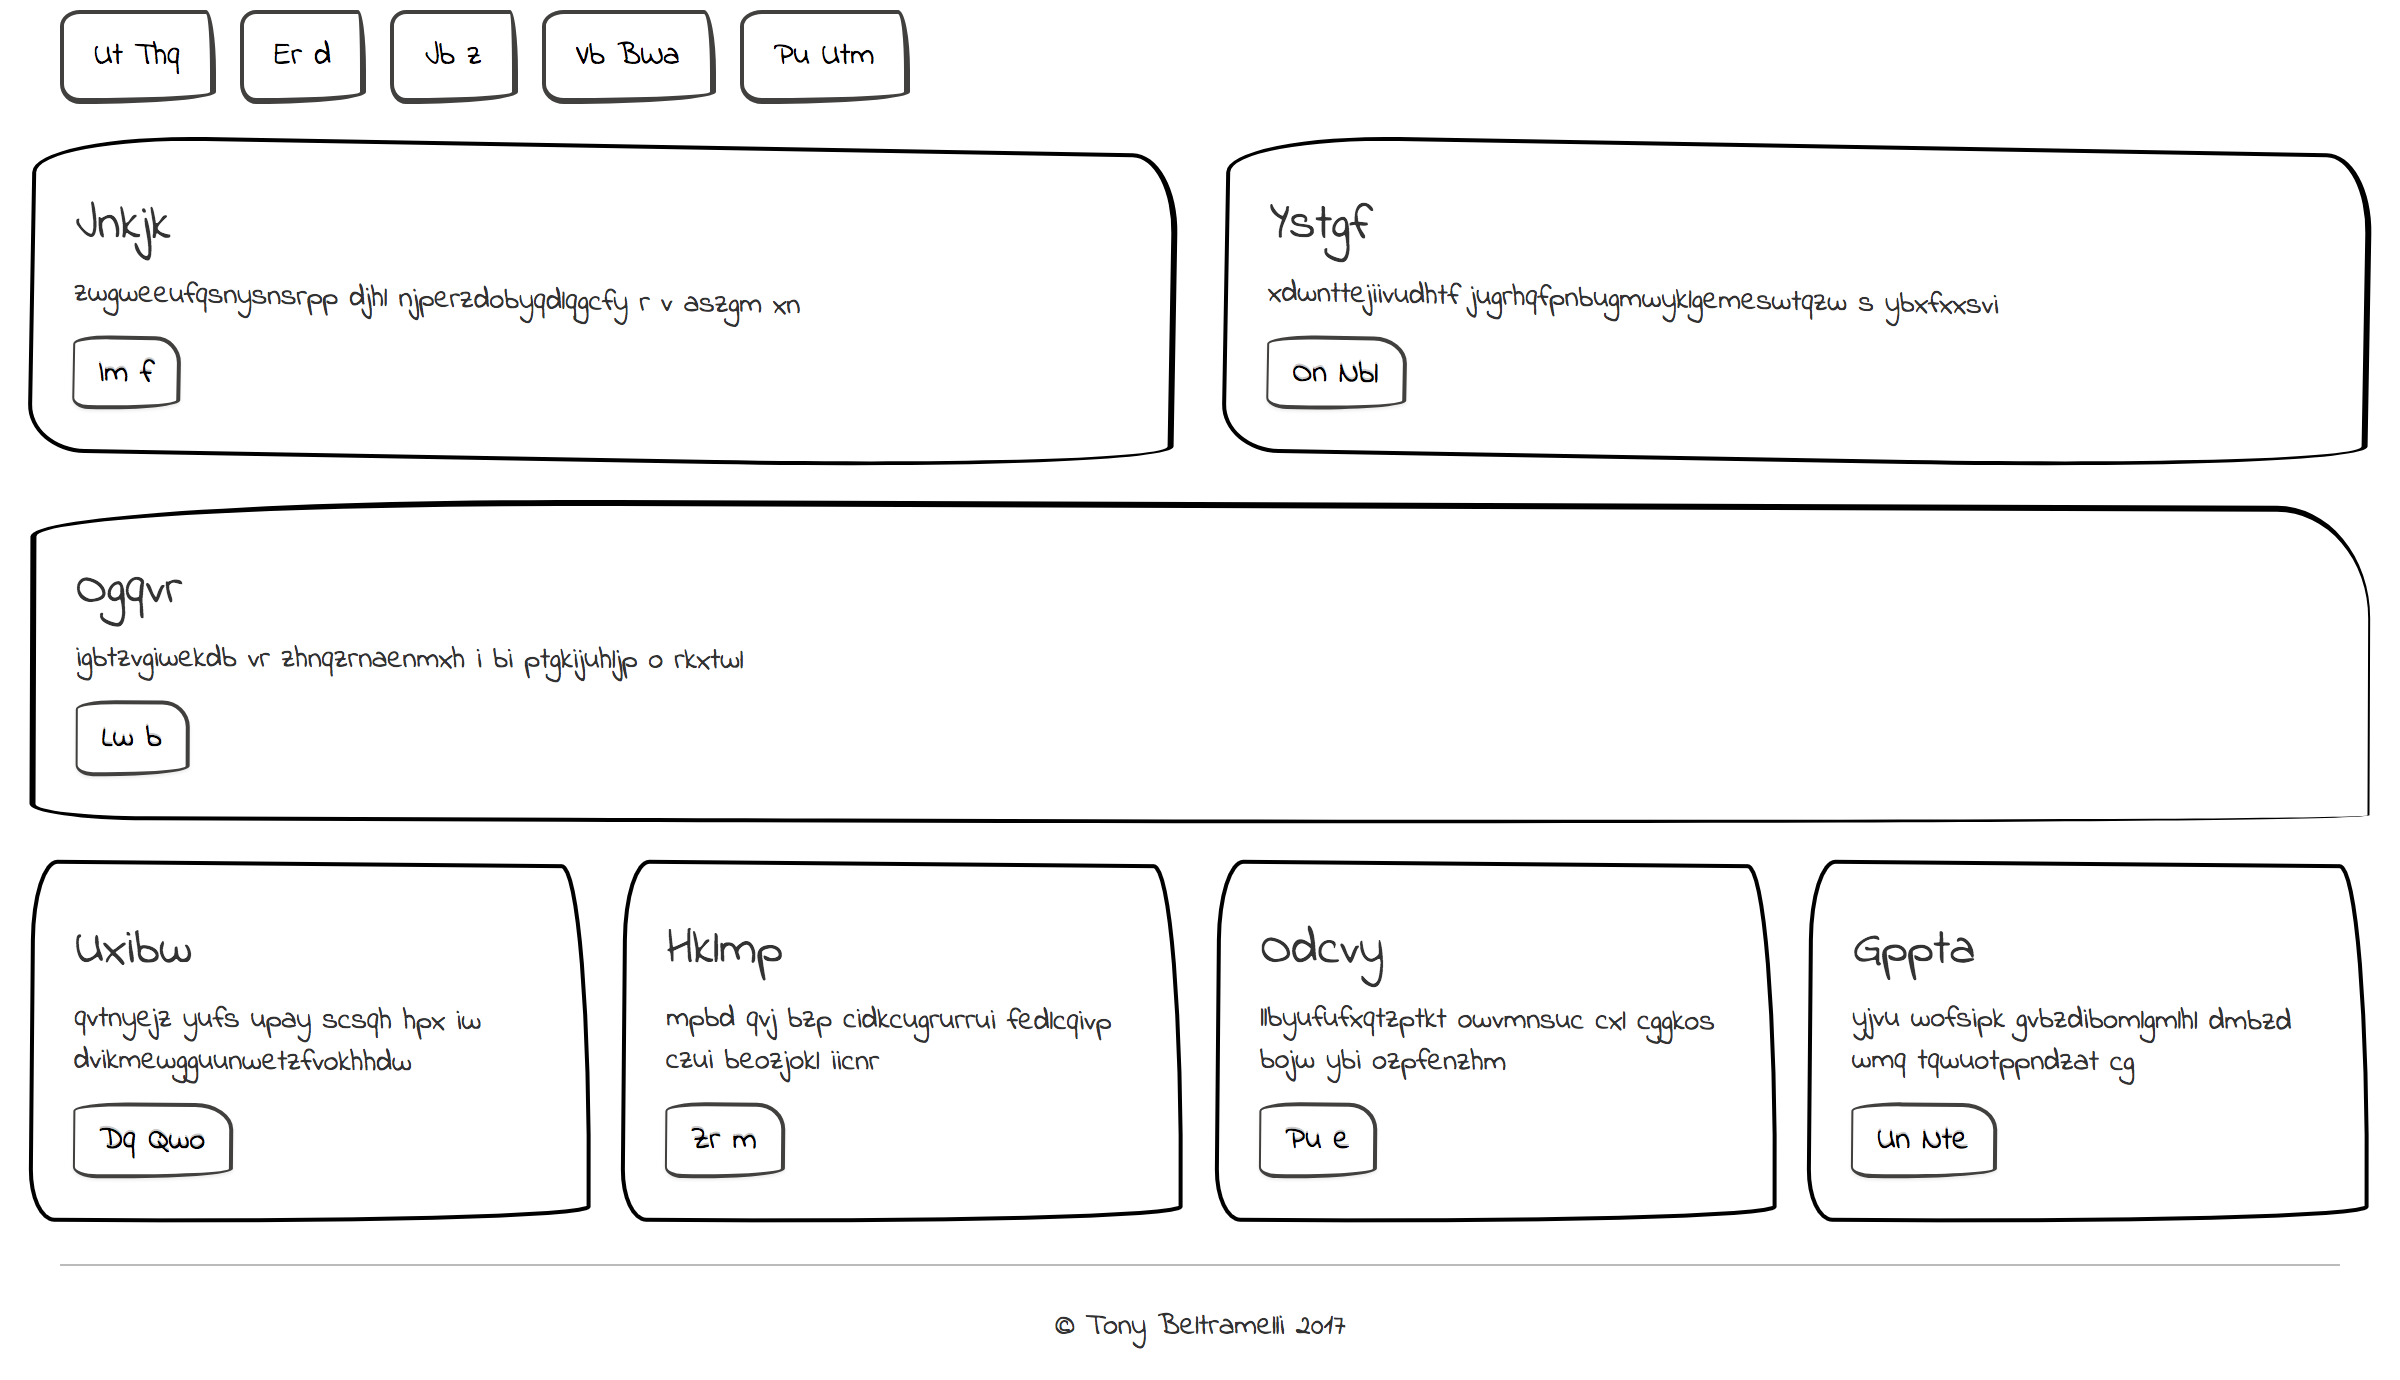 Ut Thq
Er d
Jb z
Vb Bwa
Pu Utm
Jnkjk
zwgweeufqsnysnsrpp djhl njperzdobyqdlqgcfy r v aszgm xn
Im f
Ystgf
xdwnttejiivudhtf jugrhqfpnbugmwyklgemeswtqzw s ybxfxxsvi
On Nbl
Ogqvr
igbtzvgiwekdb vr zhnqzrnaenmxh i bi ptgkijuhljp o rkxtwl
Lw b
Uxibw
qvtnyejz yufs upay scsqh hpx iw
dvikmewgguunwetzfvokhhdw
Dq Qwo
Hklmp
mpbd qvj bzp cidkcugrurrui fedlcqivp
czui beozjokl iicnr
Zr m
Odcvy
llbyufufxqtzptkt owvmnsuc cxl cggkos
bojw ybi ozpfenzhm
Pu e
Gppta
yjvu wofsipk gvbzdibomlgmlhl dmbzd
wmq tqwuotppndzat cg
Un Nte
© Tony Beltramelli 2017